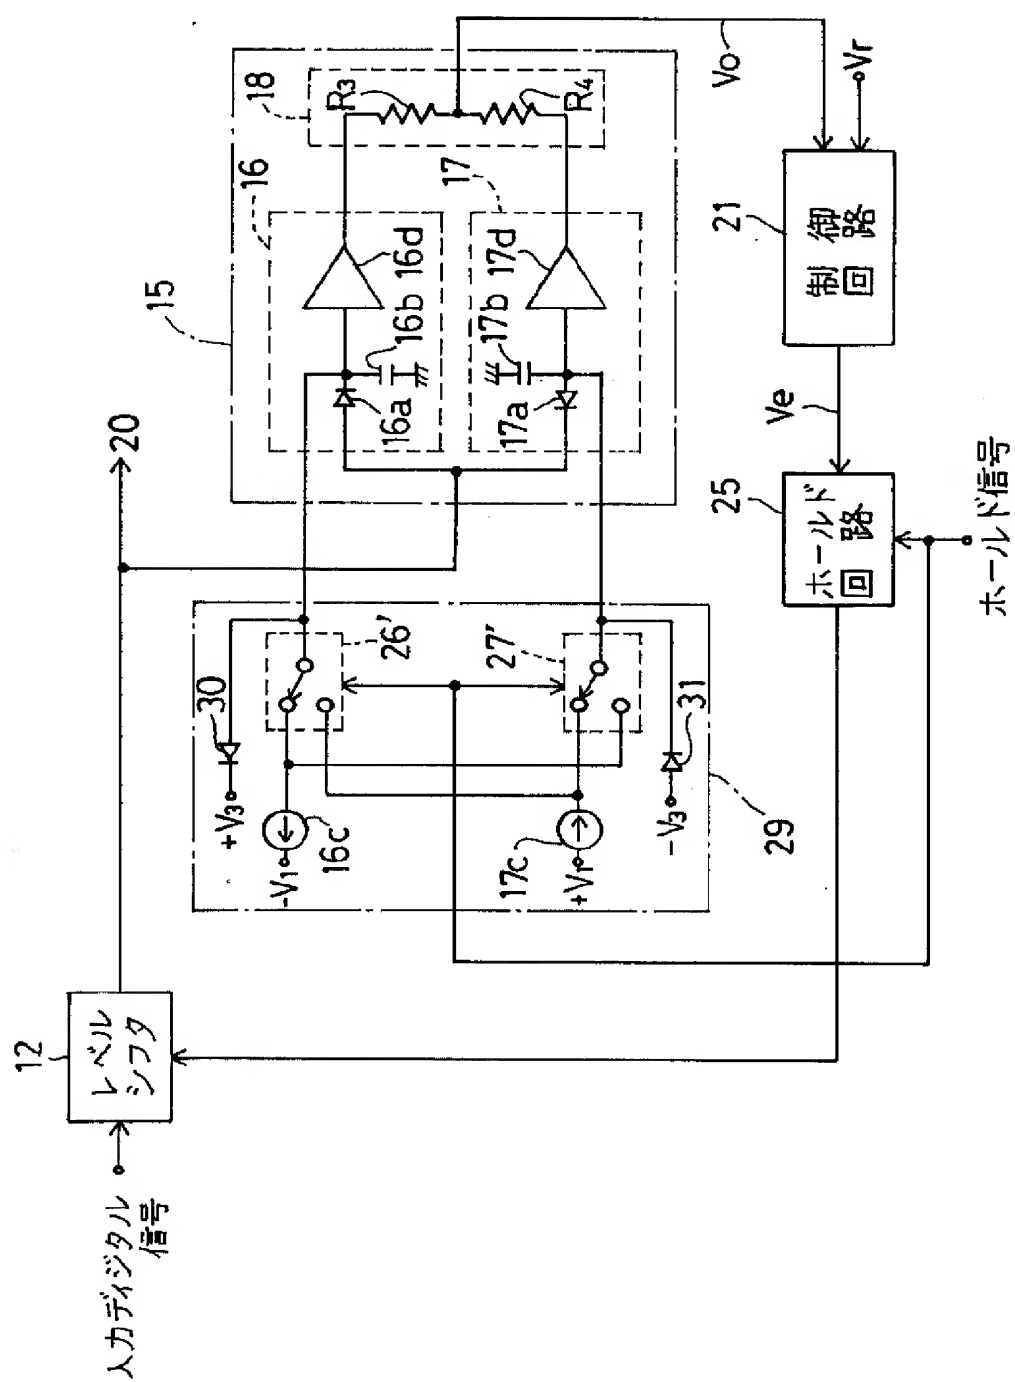 入力ディジタル
信号
12
レベル
シフタ
20
15
16
16a
16b
16d
17
17a
17b
17d
18
R3
R4
30
+V3
-V1
16c
26'
27'
17c
+V1
-V3
31
29
Vo
Vr
21
制御
回路
Ve
25
ホールド
回路
ホールド信号